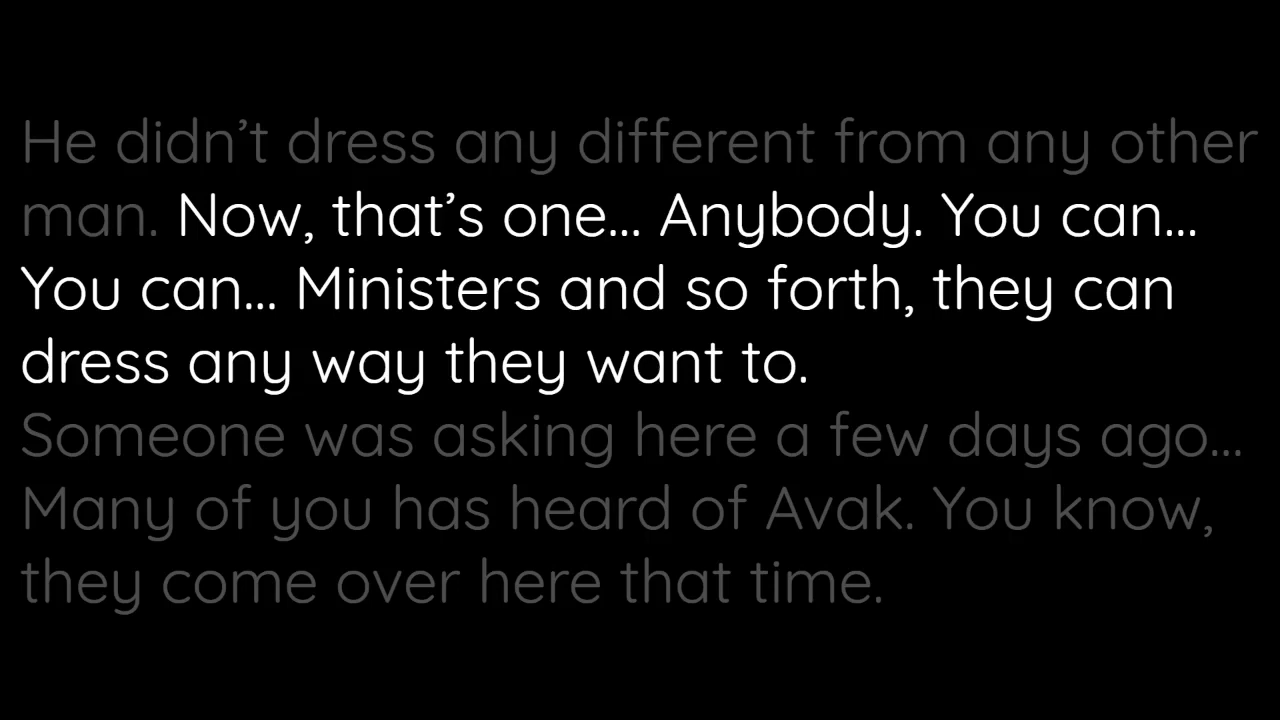 He didn’t dress any different from any other
man. Now, that’s one... Anybody. You can...
You can... Ministers and so forth, they can
dress any way they want to.
Someone was asking here a few days ago...
Many of you has heard of Avak. You know,
they come over here that time.